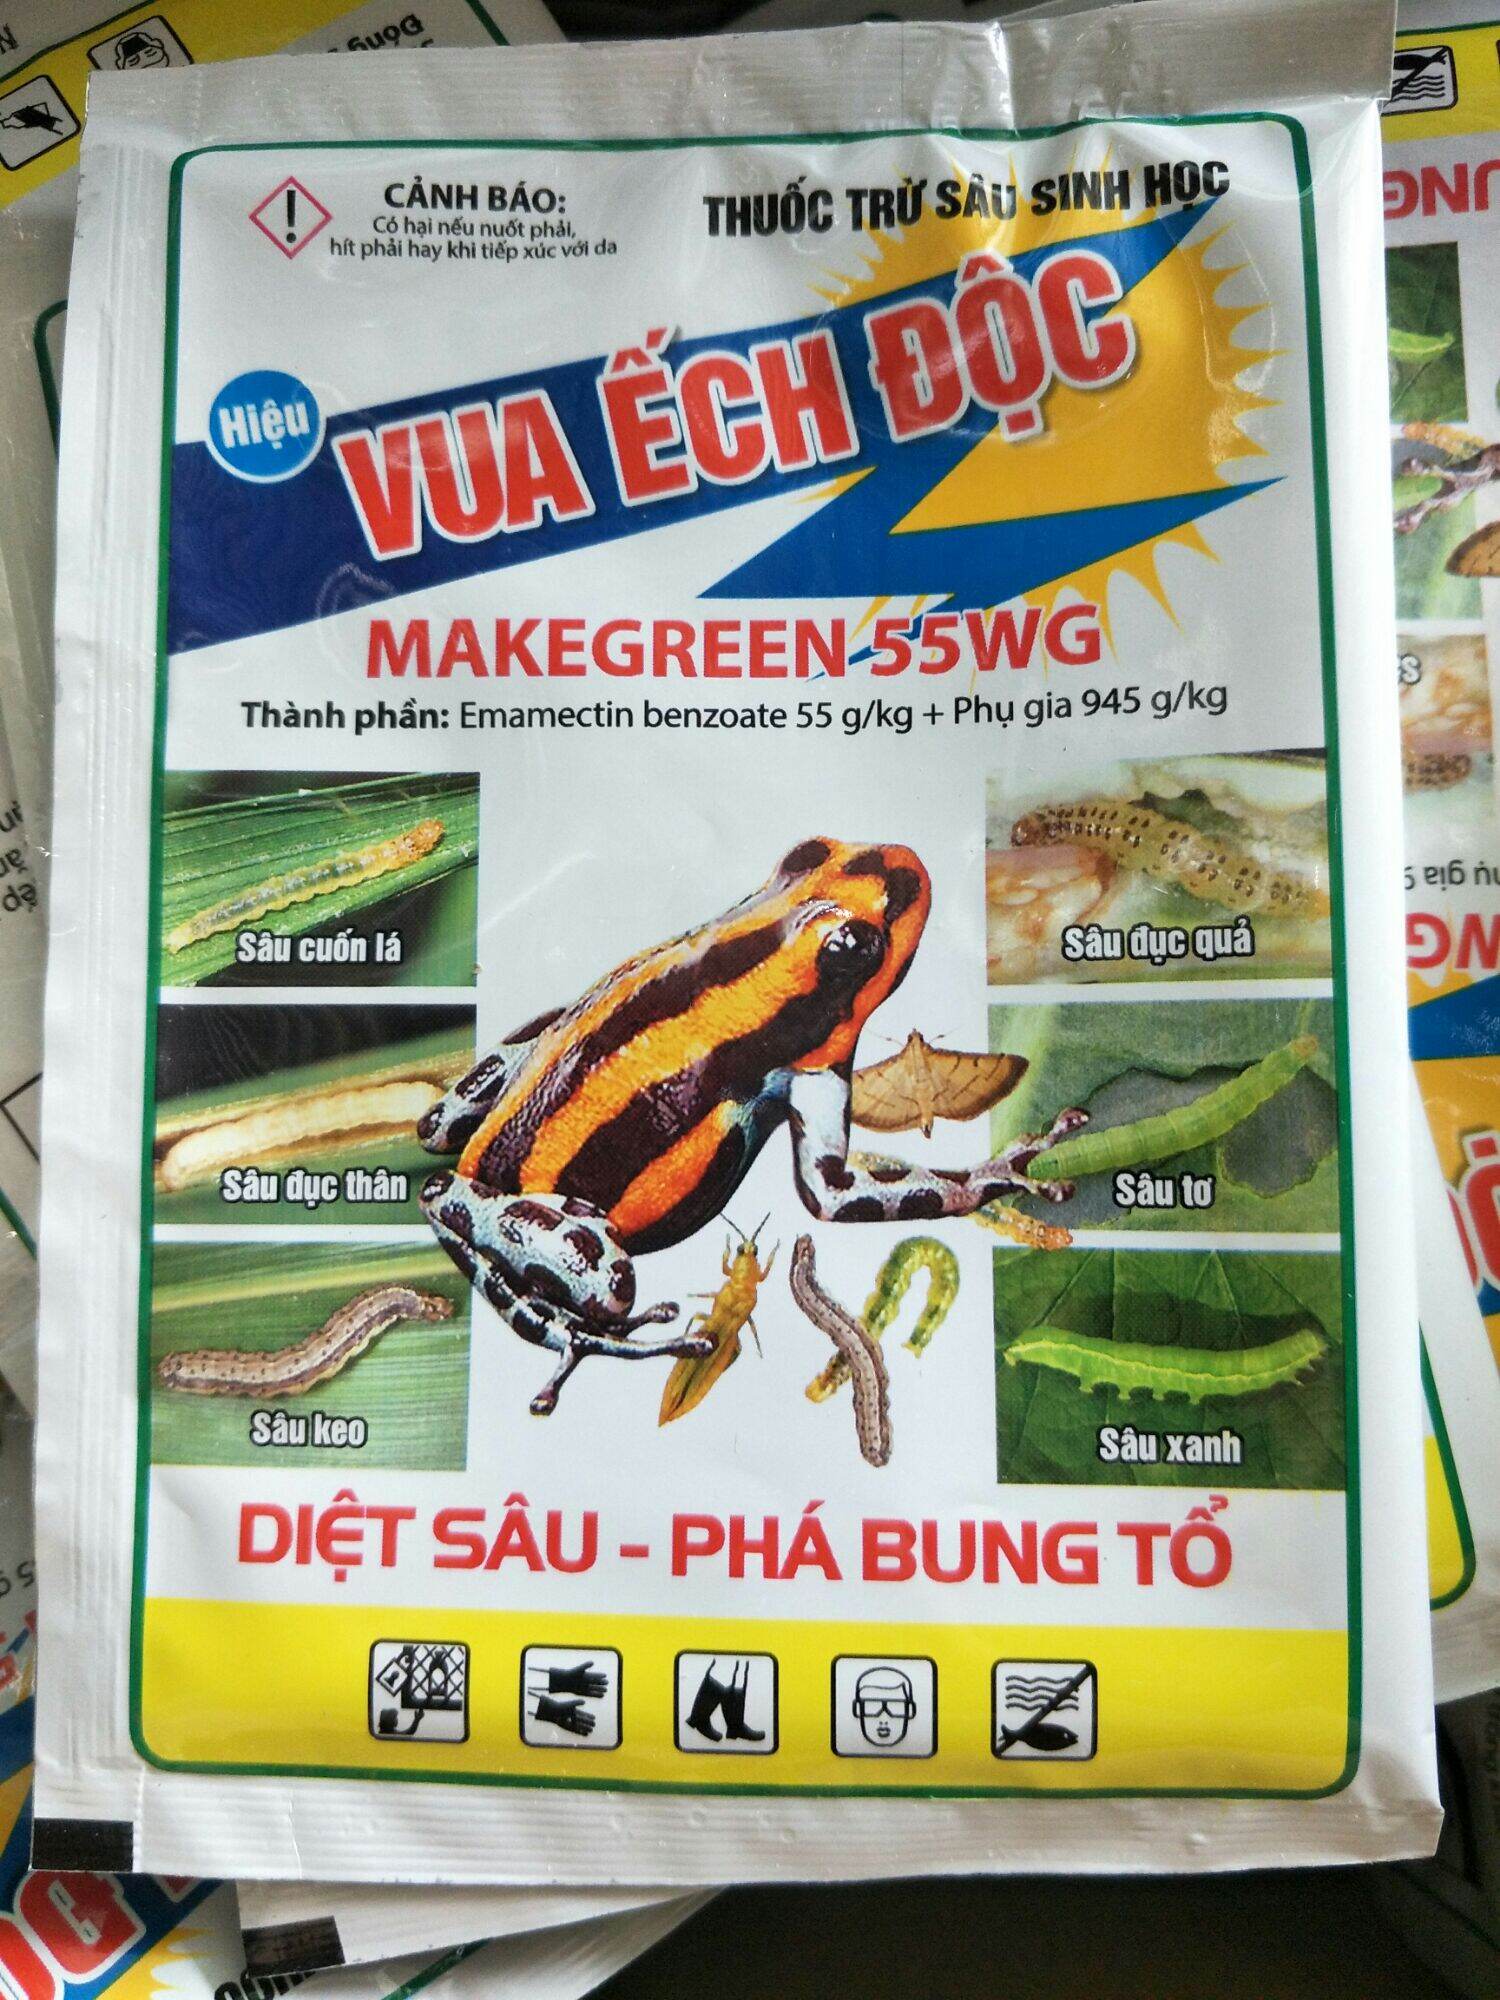 CẢNH BÁO:
Có hại nếu nuốt phải,
hít phải hay khi tiếp xúc với da
THUỐC TRỪ SÂU SINH HỌC
Hiệu
VUA ẾCH ĐỘC
MAKEGREEN 55WG
Thành phần: Emamectin benzoate 55 g/kg + Phụ gia 945 g/kg
Sâu cuốn lá
Sâu đục quả
Sâu đục thân
Sâu tơ
Sâu keo
Sâu xanh
DIỆT SÂU - PHÁ BUNG TỔ